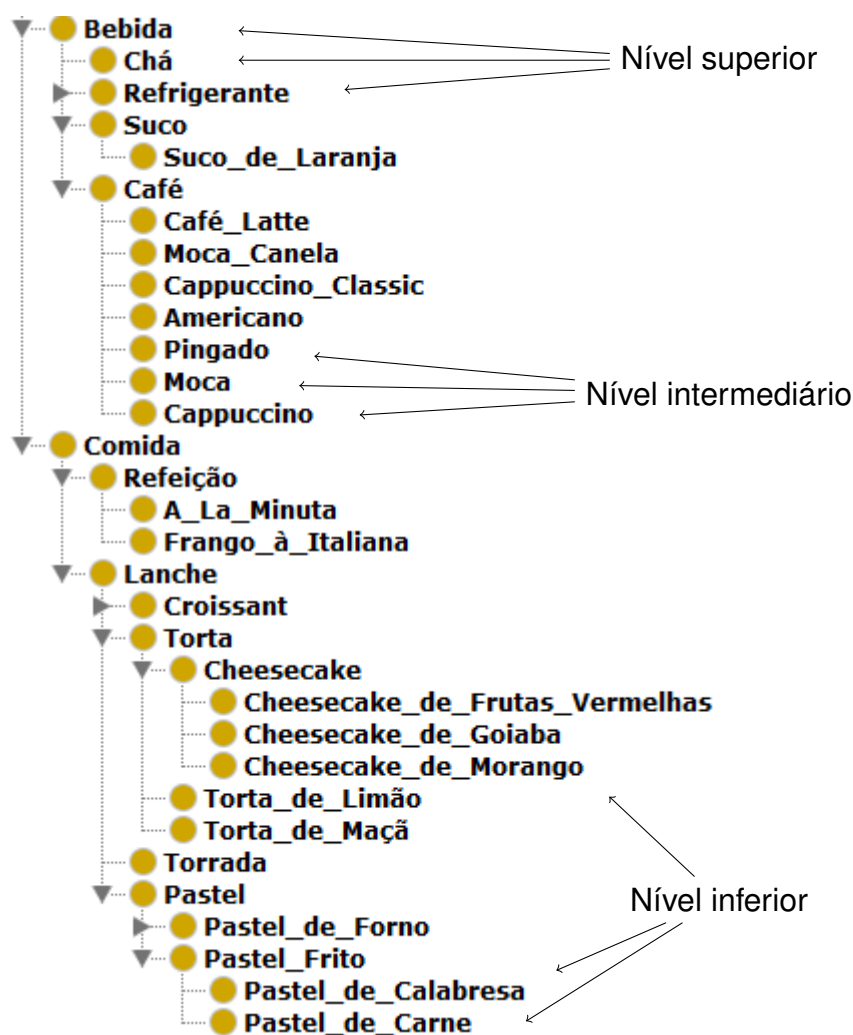 Bebida
Nível superior
Chá
Refrigerante
Suco
Suco_de_Laranja
Café
Café_Latte
Moca_Canela
Cappuccino_Classic
Americano
Pingado
Moca
Nível intermediário
Cappuccino
Comida
Refeição
A_La_Minuta
Frango_à_Italiana
Lanche
Croissant
Torta
Cheesecake
Cheesecake_de_Frutas_Vermelhas
Cheesecake_de_Goiaba
Cheesecake_de_Morango
Torta_de_Limão
Torta_de_Maçã
Torrada
Pastel
Nível inferior
Pastel_de_Forno
Pastel_Frito
Pastel_de_Calabresa
Pastel_de_Carne